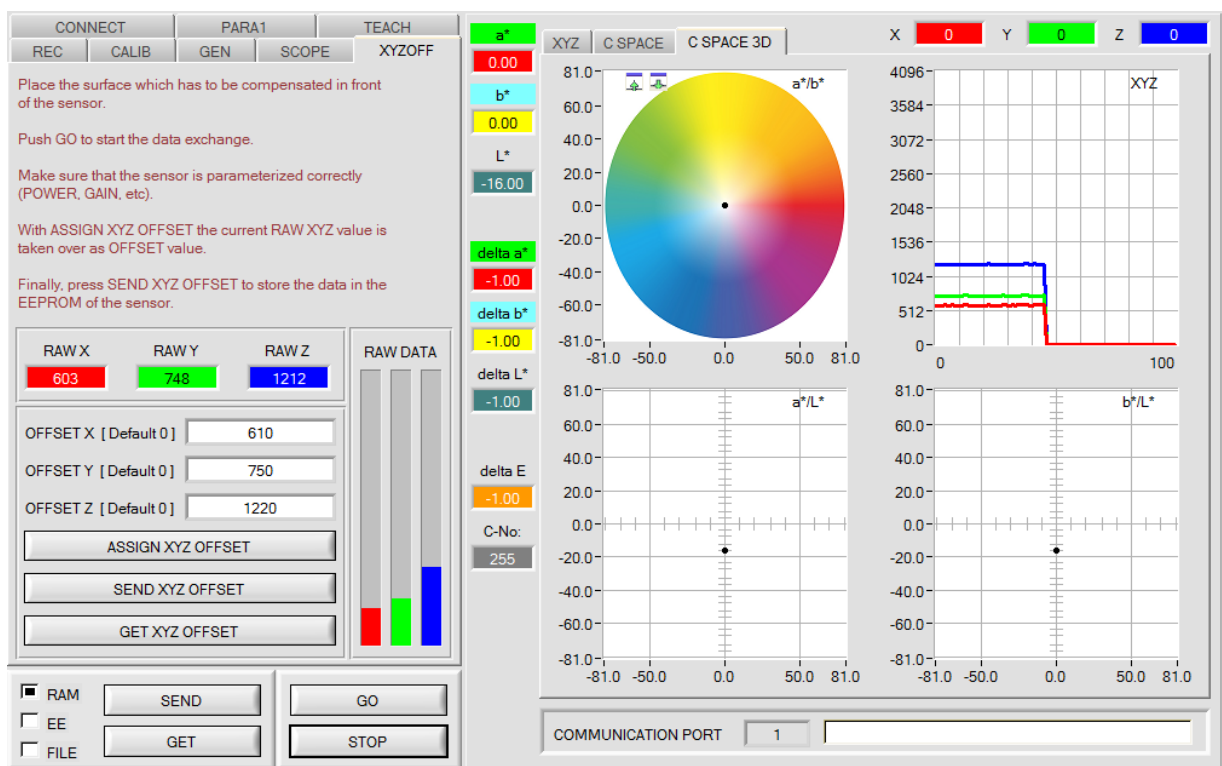 CONNECT PARA1 TEACH
REC CALIB GEN SCOPE XYZOFF
Place the surface which has to be compensated in front
of the sensor.
Push GO to start the data exchange.
Make sure that the sensor is parameterized correctly
(POWER, GAIN, etc).
With ASSIGN XYZ OFFSET the current RAW XYZ value is
taken over as OFFSET value.
Finally, press SEND XYZ OFFSET to store the data in the
EEPROM of the sensor.
RAW X RAW Y RAW Z
603 748 1212
RAW DATA
OFFSET X [ Default 0 ] 610
OFFSET Y [ Default 0 ] 750
OFFSET Z [ Default 0 ] 1220
ASSIGN XYZ OFFSET
SEND XYZ OFFSET
GET XYZ OFFSET
RAM
EE
FILE
SEND
GET
GO
STOP
a*
0.00
b*
0.00
L*
-16.00
delta a*
-1.00
delta b*
-1.00
delta L*
-1.00
delta E
-1.00
C-No:
255
XYZ C SPACE C SPACE 3D
X 0 Y 0 Z 0
a*/b*
81.0
60.0
40.0
20.0
0.0
-20.0
-40.0
-60.0
-81.0
-81.0 -50.0 0.0 50.0 81.0
XYZ
4096
3584
3072
2560
2048
1536
1024
512
0
0 100
a*/L*
81.0
60.0
40.0
20.0
0.0
-20.0
-40.0
-60.0
-81.0
-81.0 -50.0 0.0 50.0 81.0
b*/L*
81.0
60.0
40.0
20.0
0.0
-20.0
-40.0
-60.0
-81.0
-81.0 -50.0 0.0 50.0 81.0
COMMUNICATION PORT 1